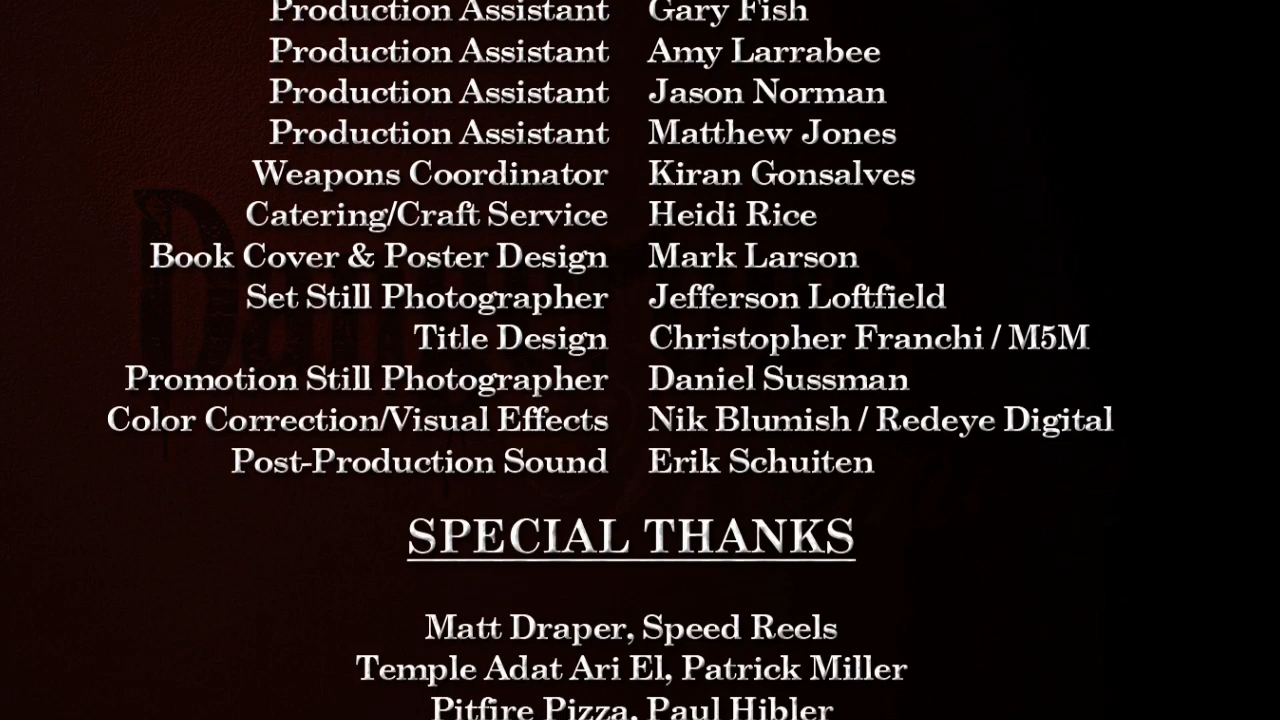 Production Assistant Gary Fish
Production Assistant Amy Larrabee
Production Assistant Jason Norman
Production Assistant Matthew Jones
Weapons Coordinator Kiran Gonsalves
Catering/Craft Service Heidi Rice
Book Cover & Poster Design Mark Larson
Set Still Photographer Jefferson Loftfield
Title Design Christopher Franchi / M5M
Promotion Still Photographer Daniel Sussman
Color Correction/Visual Effects Nik Blumish / Redeye Digital
Post-Production Sound Erik Schuiten
SPECIAL THANKS
Matt Draper, Speed Reels
Temple Adat Ari El, Patrick Miller
Pitfire Pizza, Paul Hibler